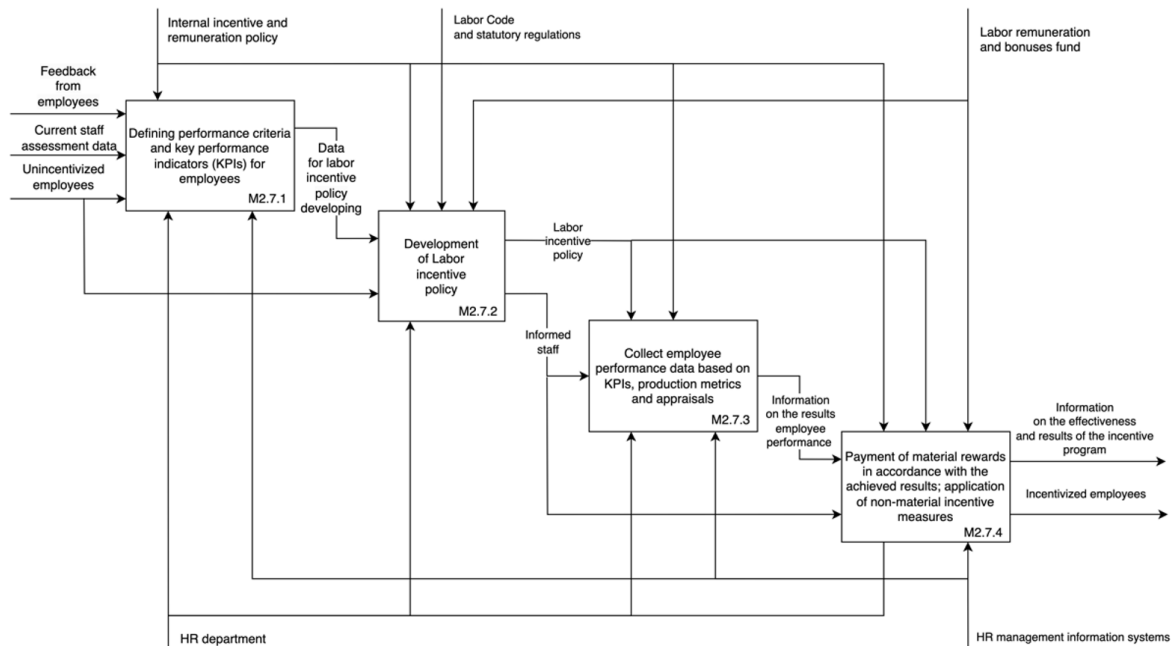 Internal incentive and
remuneration policy
Labor Code
and statutory regulations
Labor remuneration
and bonuses fund
Feedback
from
employees
Current staff
assessment data
Unincentivized
employees
Defining performance criteria
and key performance
indicators (KPIs) for
employees
M2.7.1
Data
for labor
incentive
policy
developing
Development
of Labor
incentive
policy
M2.7.2
Labor
incentive
policy
Informed
staff
Collect employee
performance data based on
KPIs, production metrics
and appraisals
M2.7.3
Information
on the results
employee
performance
Payment of material rewards
in accordance with the
achieved results; application
of non-material incentive
measures
M2.7.4
Information
on the effectiveness
and results of the incentive
program
Incentivized employees
HR department
HR management information systems